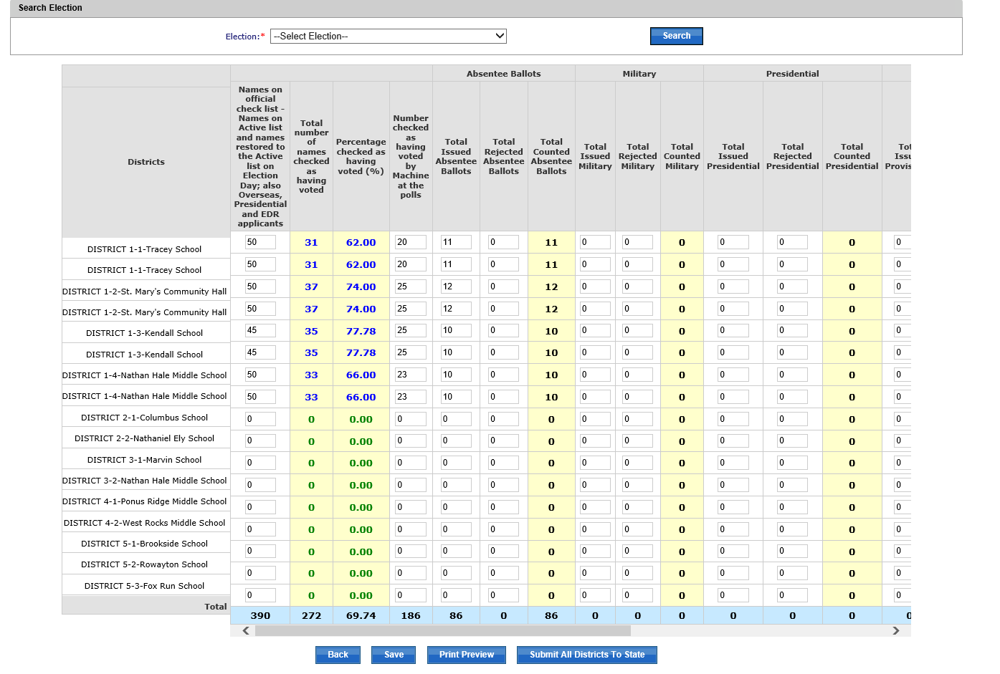 Search Election
Election:* --Select Election-- Search
Absentee Ballots Military Presidential
Districts
Names on official check list - Names on Active list and names restored to the Active list on Election Day; also Overseas, Presidential and EDR applicants
Total number of names checked as having voted
Percentage checked as having voted (%)
Number checked as having voted by Machine at the polls
Total Issued Absentee Ballots
Total Rejected Absentee Ballots
Total Counted Absentee Ballots
Total Issued Military
Total Rejected Military
Total Counted Military
Total Issued Presidential
Total Rejected Presidential
Total Counted Presidential
DISTRICT 1-1-Tracey School 50 31 62.00 20 11 0 11 0 0 0 0 0 0 0
DISTRICT 1-1-Tracey School 50 31 62.00 20 11 0 11 0 0 0 0 0 0 0
DISTRICT 1-2-St. Mary's Community Hall 50 37 74.00 25 12 0 12 0 0 0 0 0 0 0
DISTRICT 1-2-St. Mary's Community Hall 50 37 74.00 25 12 0 12 0 0 0 0 0 0 0
DISTRICT 1-3-Kendall School 45 35 77.78 25 10 0 10 0 0 0 0 0 0 0
DISTRICT 1-3-Kendall School 45 35 77.78 25 10 0 10 0 0 0 0 0 0 0
DISTRICT 1-4-Nathan Hale Middle School 50 33 66.00 23 10 0 10 0 0 0 0 0 0 0
DISTRICT 1-4-Nathan Hale Middle School 50 33 66.00 23 10 0 10 0 0 0 0 0 0 0
DISTRICT 2-1-Columbus School 0 0 0.00 0 0 0 0 0 0 0 0 0 0 0
DISTRICT 2-2-Nathaniel Ely School 0 0 0.00 0 0 0 0 0 0 0 0 0 0 0
DISTRICT 3-1-Marvin School 0 0 0.00 0 0 0 0 0 0 0 0 0 0 0
DISTRICT 3-2-Nathan Hale Middle School 0 0 0.00 0 0 0 0 0 0 0 0 0 0 0
DISTRICT 4-1-Ponus Ridge Middle School 0 0 0.00 0 0 0 0 0 0 0 0 0 0 0
DISTRICT 4-2-West Rocks Middle School 0 0 0.00 0 0 0 0 0 0 0 0 0 0 0
DISTRICT 5-1-Brookside School 0 0 0.00 0 0 0 0 0 0 0 0 0 0 0
DISTRICT 5-2-Rowayton School 0 0 0.00 0 0 0 0 0 0 0 0 0 0 0
DISTRICT 5-3-Fox Run School 0 0 0.00 0 0 0 0 0 0 0 0 0 0 0
Total 390 272 69.74 186 86 0 86 0 0 0 0 0 0 0
Back Save Print Preview Submit All Districts To State